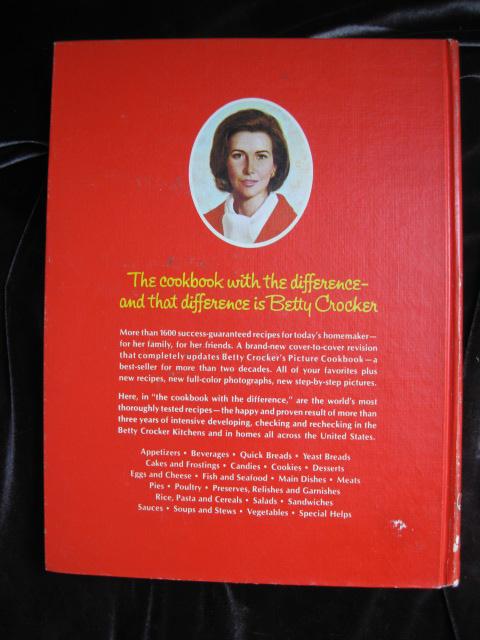 The cookbook with the difference–
and that difference is Betty Crocker
More than 1600 success-guaranteed recipes for today's homemaker—
for her family, for her friends. A brand-new cover-to-cover revision
that completely updates Betty Crocker's Picture Cookbook—a
best-seller for more than two decades. All of your favorites plus
new recipes, new full-color photographs, new step-by-step pictures.
Here, in "the cookbook with the difference," are the world's most
thoroughly tested recipes—the happy and proven result of more than
three years of intensive developing, checking and rechecking in the
Betty Crocker Kitchens and in homes all across the United States.
Appetizers • Beverages • Quick Breads • Yeast Breads
Cakes and Frostings • Candies • Cookies • Desserts
Eggs and Cheese • Fish and Seafood • Main Dishes • Meats
Pies • Poultry • Preserves, Relishes and Garnishes
Rice, Pasta and Cereals • Salads • Sandwiches
Sauces • Soups and Stews • Vegetables • Special Helps